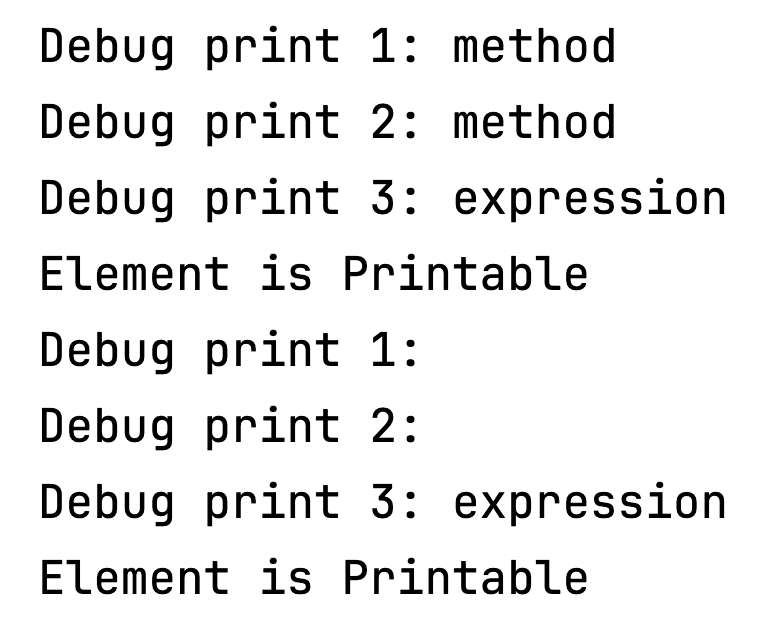 Debug print 1: method
Debug print 2: method
Debug print 3: expression
Element is Printable
Debug print 1:
Debug print 2:
Debug print 3: expression
Element is Printable